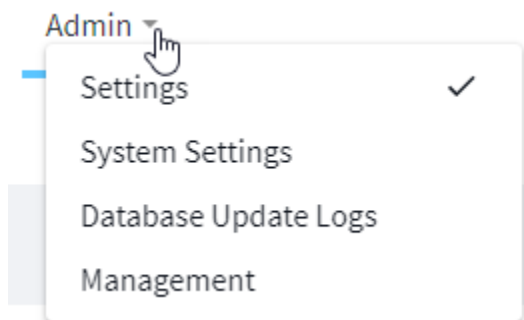 Admin
Settings
System Settings
Database Update Logs
Management